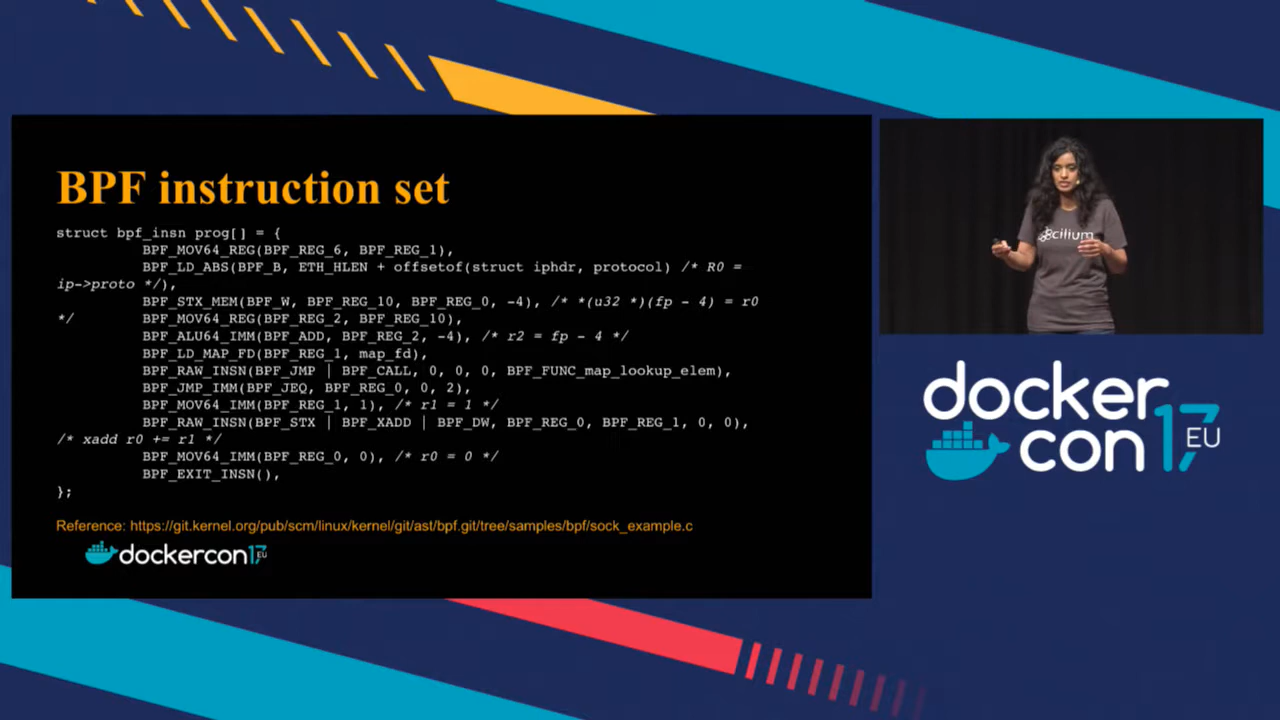 BPF instruction set
struct bpf_insn prog[] = {
BPF_MOV64_REG(BPF_REG_6, BPF_REG_1),
BPF_LD_ABS(BPF_B, ETH_HLEN + offsetof(struct iphdr, protocol) /* R0 =
ip->proto */),
BPF_STX_MEM(BPF_W, BPF_REG_10, BPF_REG_0, -4), /* *(u32 *)(fp - 4) = r0
*/
BPF_MOV64_REG(BPF_REG_2, BPF_REG_10),
BPF_ALU64_IMM(BPF_ADD, BPF_REG_2, -4), /* r2 = fp - 4 */
BPF_LD_MAP_FD(BPF_REG_1, map_fd),
BPF_RAW_INSN(BPF_JMP | BPF_CALL, 0, 0, 0, BPF_FUNC_map_lookup_elem),
BPF_JMP_IMM(BPF_JEQ, BPF_REG_0, 0, 2),
BPF_MOV64_IMM(BPF_REG_1, 1), /* r1 = 1 */
BPF_RAW_INSN(BPF_STX | BPF_XADD | BPF_DW, BPF_REG_0, BPF_REG_1, 0, 0),
/* xadd r0 += r1 */
BPF_MOV64_IMM(BPF_REG_0, 0), /* r0 = 0 */
BPF_EXIT_INSN(),
};
Reference: https://git.kernel.org/pub/scm/linux/kernel/git/ast/bpf.git/tree/samples/bpf/sock_example.c
dockercon17 EU
cilium
docker
con 17 EU